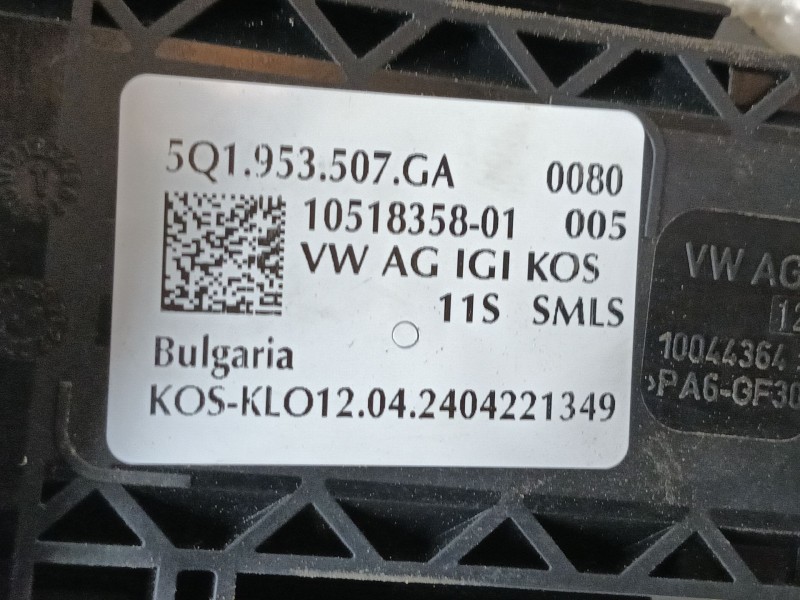 5Q1.953.507.GA 0080
10518358-01 005
VW AG IGI KOS
11S SMLS
Bulgaria
KOS-KLO12.04.2404221349
VW AG
12
10044364
>PA6-GF30